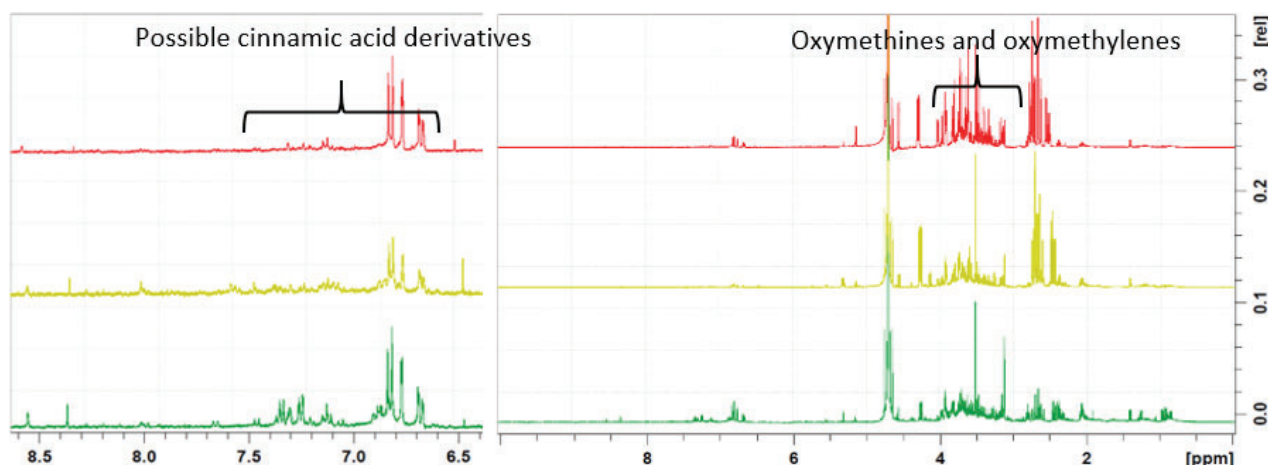 Possible cinnamic acid derivatives
Oxymethines and oxymethylenes
[rel]
0.3
0.2
0.1
0.0
8.5 8.0 7.5 7.0 6.5
8 6 4 2 [ppm]